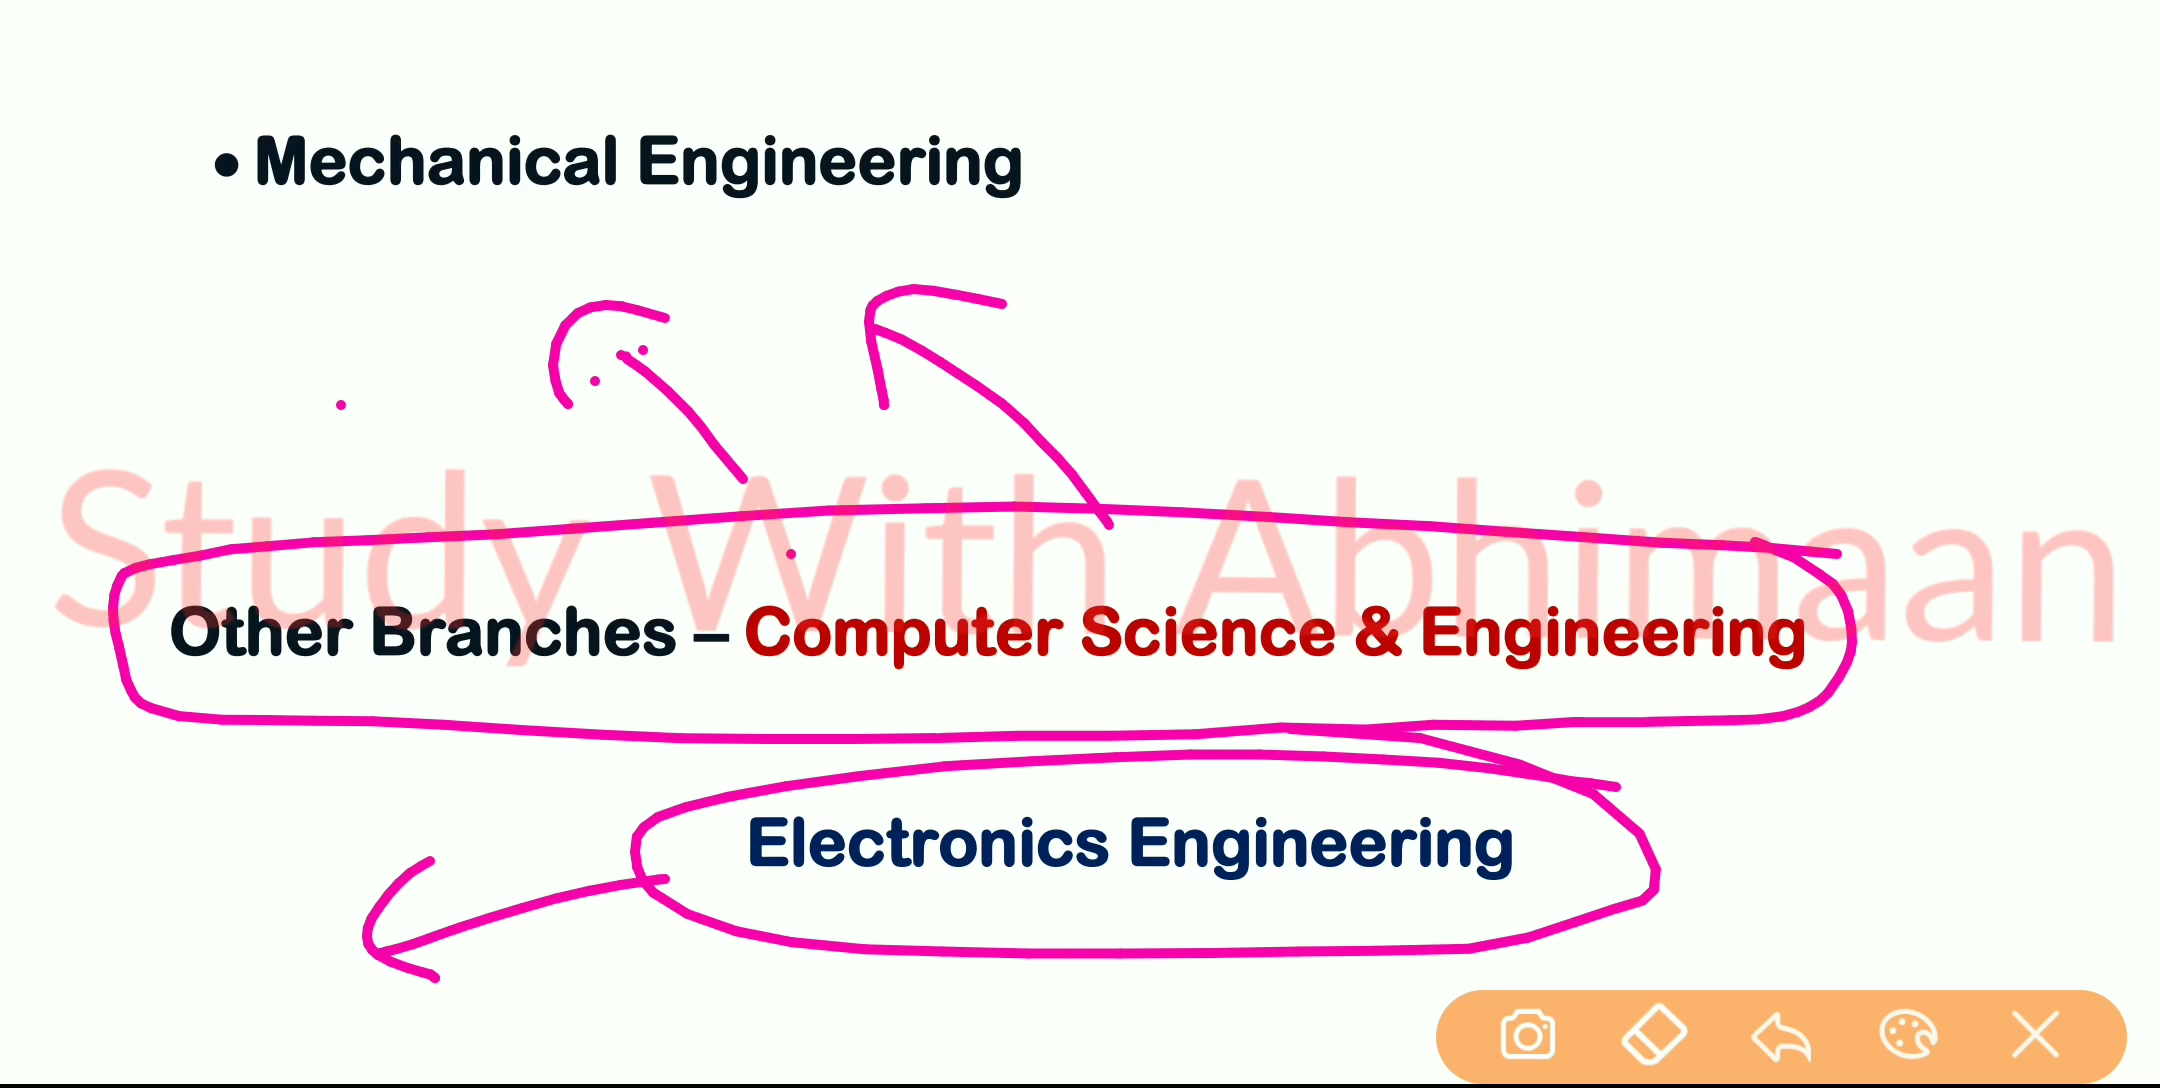 • Mechanical Engineering
Study With Abhimaan
Other Branches – Computer Science & Engineering
Electronics Engineering